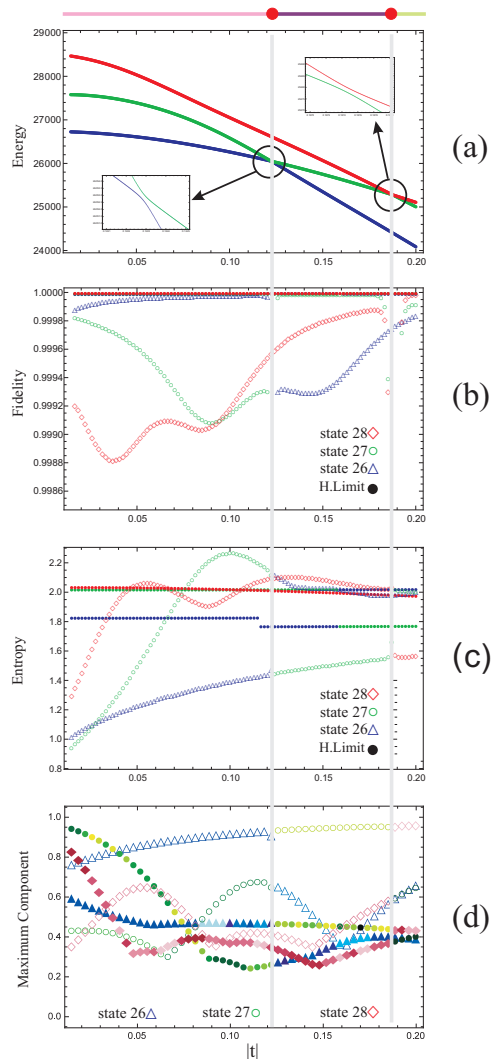 29000
28000
27000
26000
25000
24000
Energy
0.05
0.10
0.15
0.20
(a)
1.0000
0.9998
0.9996
0.9994
0.9992
0.9990
0.9988
0.9986
Fidelity
state 28
state 27
state 26
H.Limit
0.05
0.10
0.15
0.20
(b)
2.2
2.0
1.8
1.6
1.4
1.2
1.0
0.8
Entropy
state 28
state 27
state 26
H.Limit
0.05
0.10
0.15
0.20
(c)
1.0
0.8
0.6
0.4
0.2
0.0
Maximum Component
state 26
state 27
state 28
0.05
0.10
0.15
0.20
|t|
(d)